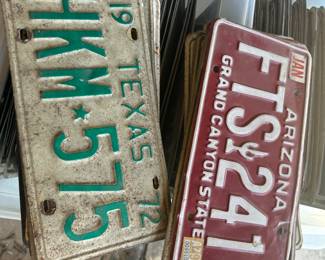 HKM★575
19 TEXAS 72
JAN ARIZONA
FTS 241
GRAND CANYON STATE